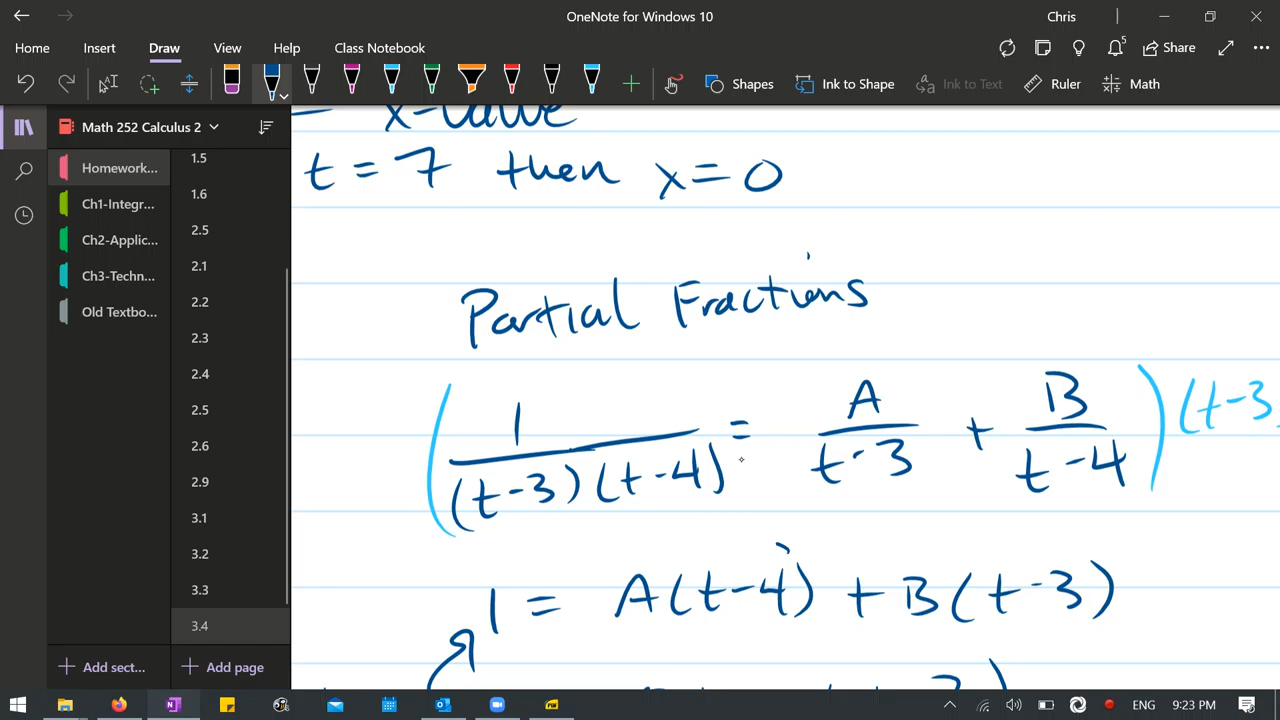 OneNote for Windows 10
Chris
Home Insert Draw View Help Class Notebook
5
Share
Shapes Ink to Shape Ink to Text Ruler Math
Math 252 Calculus 2
Homework...
Ch1-Integr...
Ch2-Applic...
Ch3-Techn...
Old Textbo...
1.5
1.6
2.5
2.1
2.2
2.3
2.4
2.5
2.6
2.9
3.1
3.2
3.3
3.4
Add sect...
Add page
x-value
t = 7 then x = 0
Partial Fractions
( 1/((t-3)(t-4)) = A/(t-3) + B/(t-4) ) (t-3
1 = A(t-4) + B(t-3)
ENG 9:23 PM